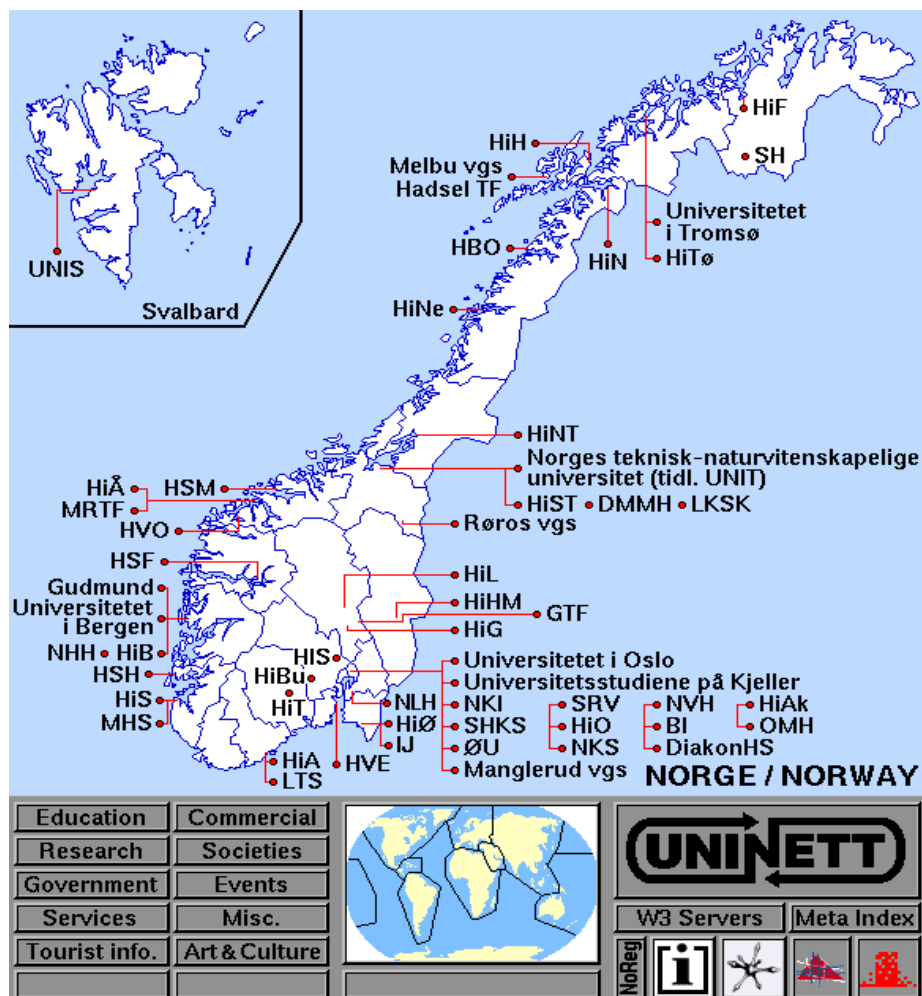 HiF
HiH
SH
Melbu vgs
Hadsel TF
Universitetet
i Tromsø
HBO
HiN
HiTø
UNIS
Svalbard
HiNe
HiNT
Norges teknisk-naturvitenskapelige
universitet (tidl. UNIT)
HiÃ
HSM
HiST
DMMH
LKSK
MRTF
HVO
Røros vgs
HSF
HiL
Gudmund
Universitetet
i Bergen
HiHM
GTF
HiG
NHH
HiB
HIS
Universitetet i Oslo
HSH
HiBu
Universitetsstudiene på Kjeller
HiS
HiT
NLH
NKI
SRV
NVH
HiAk
MHS
HiØ
SHKS
HiO
BI
OMH
IJ
ØU
NKS
DiakonHS
HiA
HVE
Manglerud vgs
LTS
NORGE / NORWAY
Education
Commercial
Research
Societies
Government
Events
Services
Misc.
Tourist info.
Art & Culture
UNINETT
W3 Servers
Meta Index
NoReg
[i]